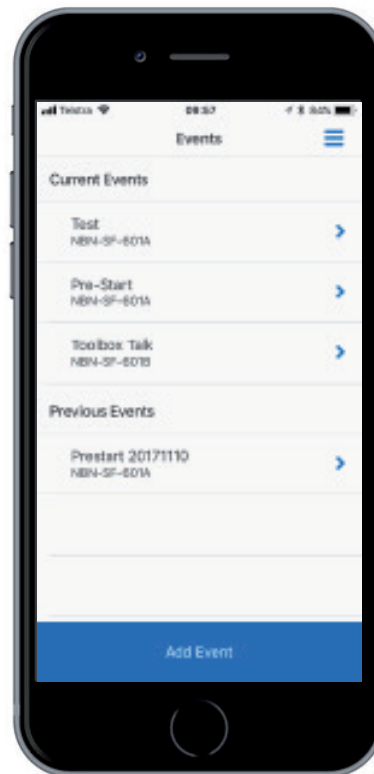 Telstra 09:57 84%
Events
Current Events
Test
NBN-SF-601A
Pre-Start
NBN-SF-601A
Toolbox Talk
NBN-SF-601B
Previous Events
Prestart 20171110
NBN-SF-601A
Add Event